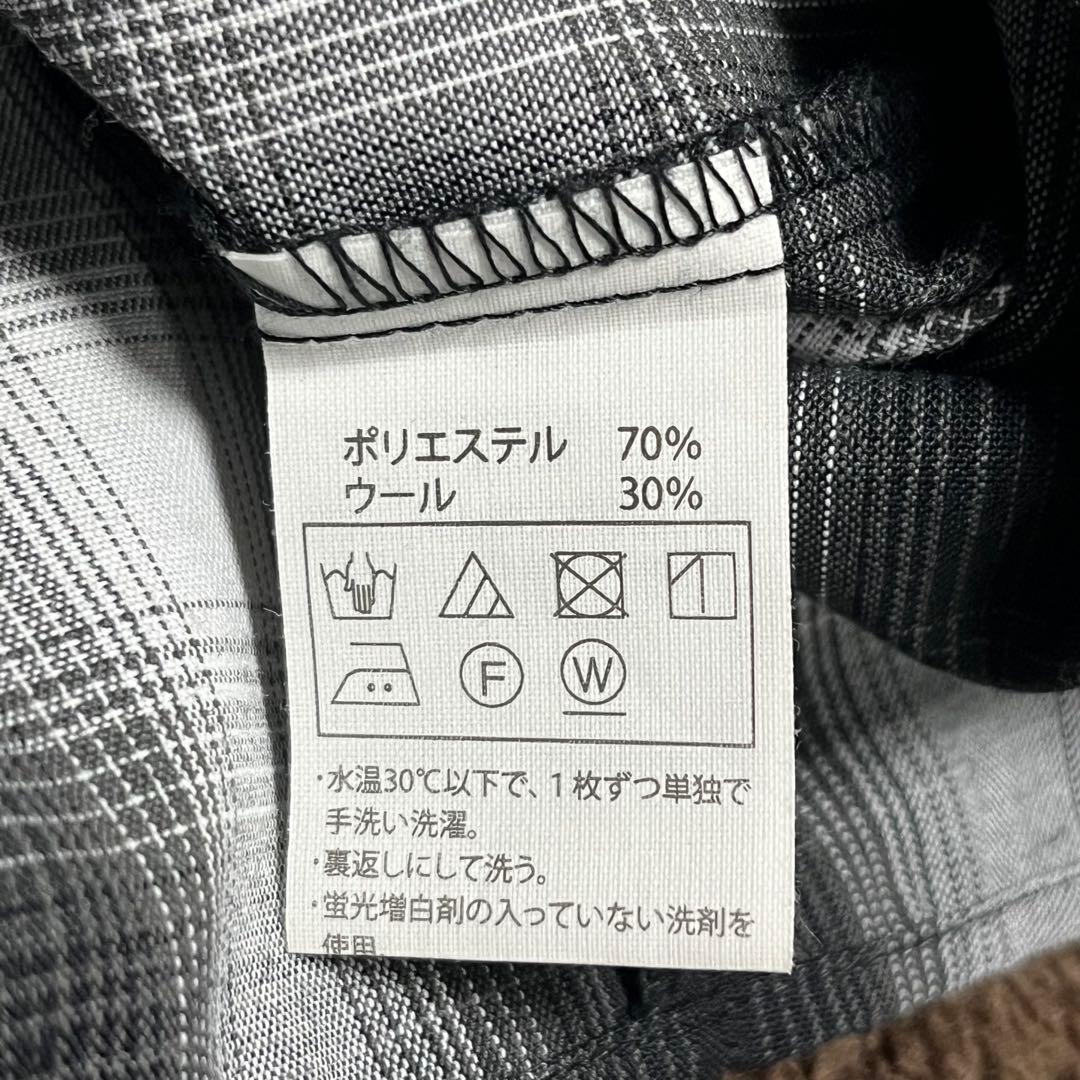 ポリエステル 70%
ウール 30%
F W
・水温30℃以下で、1枚ずつ単独で
手洗い洗濯。
・裏返しにして洗う。
・蛍光増白剤の入っていない洗剤を
使用